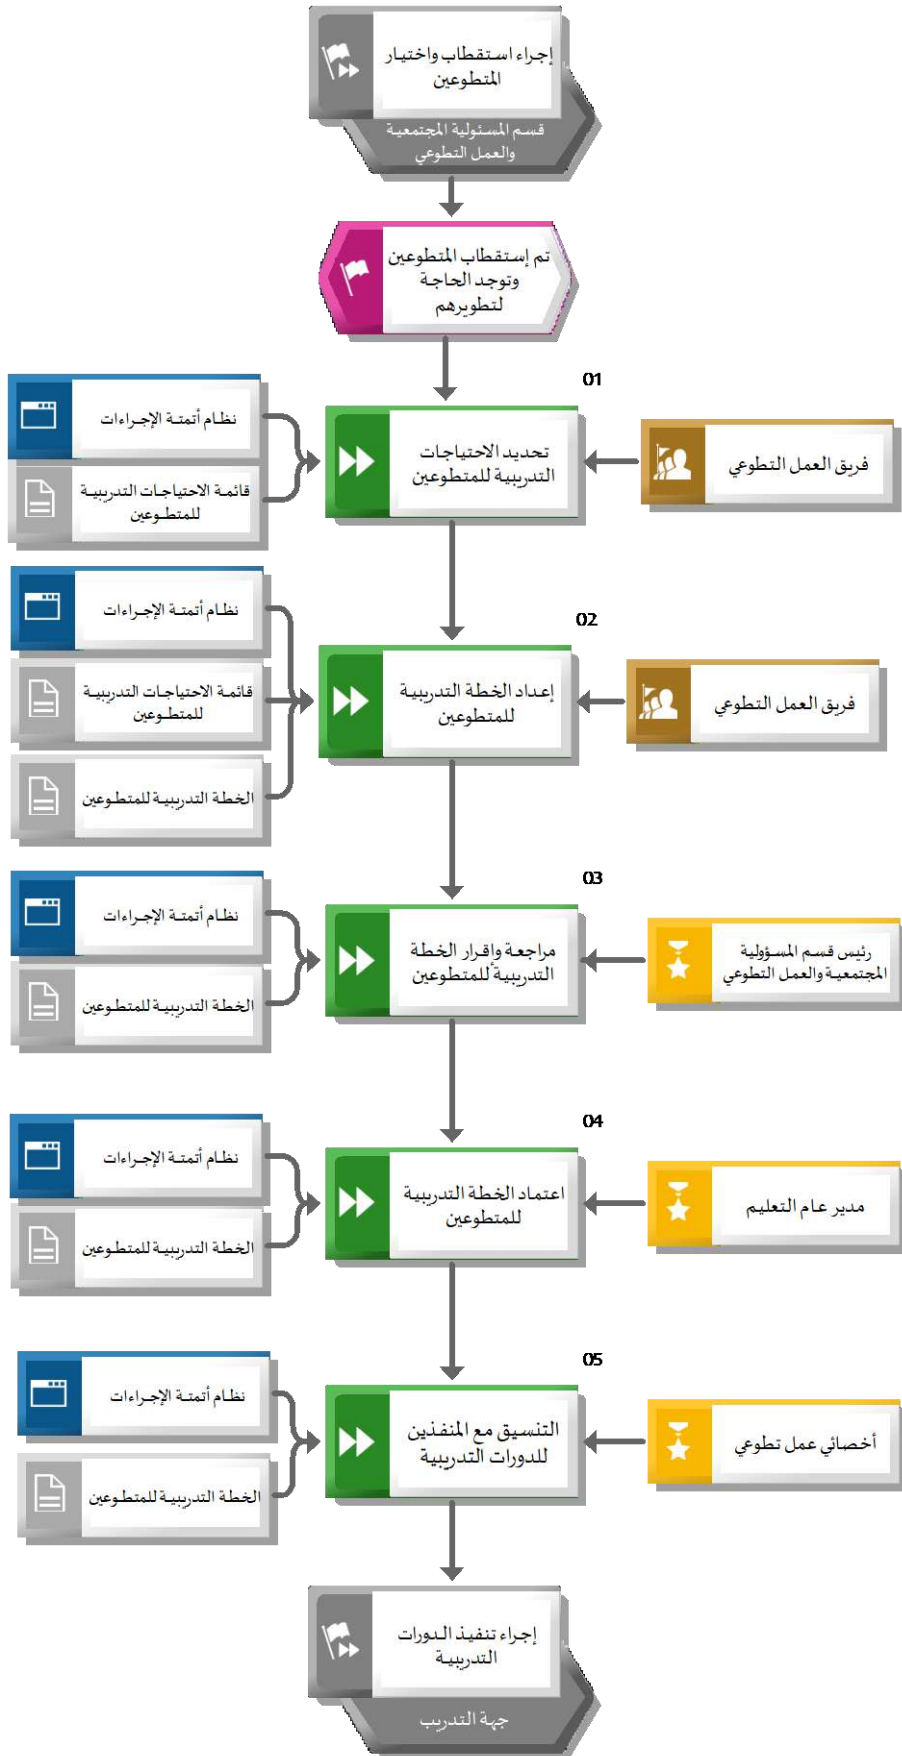 إجراء استقطاب واختيار
المتطوعين
قسم المسئولية المجتمعية
والعمل التطوعي
تم إستقطاب المتطوعين
وتوجد الحاجة
لتطويرهم
01
فريق العمل التطوعي
تحديد الاحتياجات
التدريبية للمتطوعين
نظام أتمتة الإجراءات
قائمة الاحتياجات التدريبية
للمتطوعين
02
فريق العمل التطوعي
إعداد الخطة التدريبية
للمتطوعين
نظام أتمتة الإجراءات
قائمة الاحتياجات التدريبية
للمتطوعين
الخطة التدريبية للمتطوعين
03
رئيس قسم المسؤولية
المجتمعية والعمل التطوعي
مراجعة وإقرار الخطة
التدريبية للمتطوعين
نظام أتمتة الإجراءات
الخطة التدريبية للمتطوعين
04
مدير عام التعليم
اعتماد الخطة التدريبية
للمتطوعين
نظام أتمتة الإجراءات
الخطة التدريبية للمتطوعين
05
أخصائي عمل تطوعي
التنسيق مع المنفذين
للدورات التدريبية
نظام أتمتة الإجراءات
الخطة التدريبية للمتطوعين
إجراء تنفيذ الدورات
التدريبية
جهة التدريب